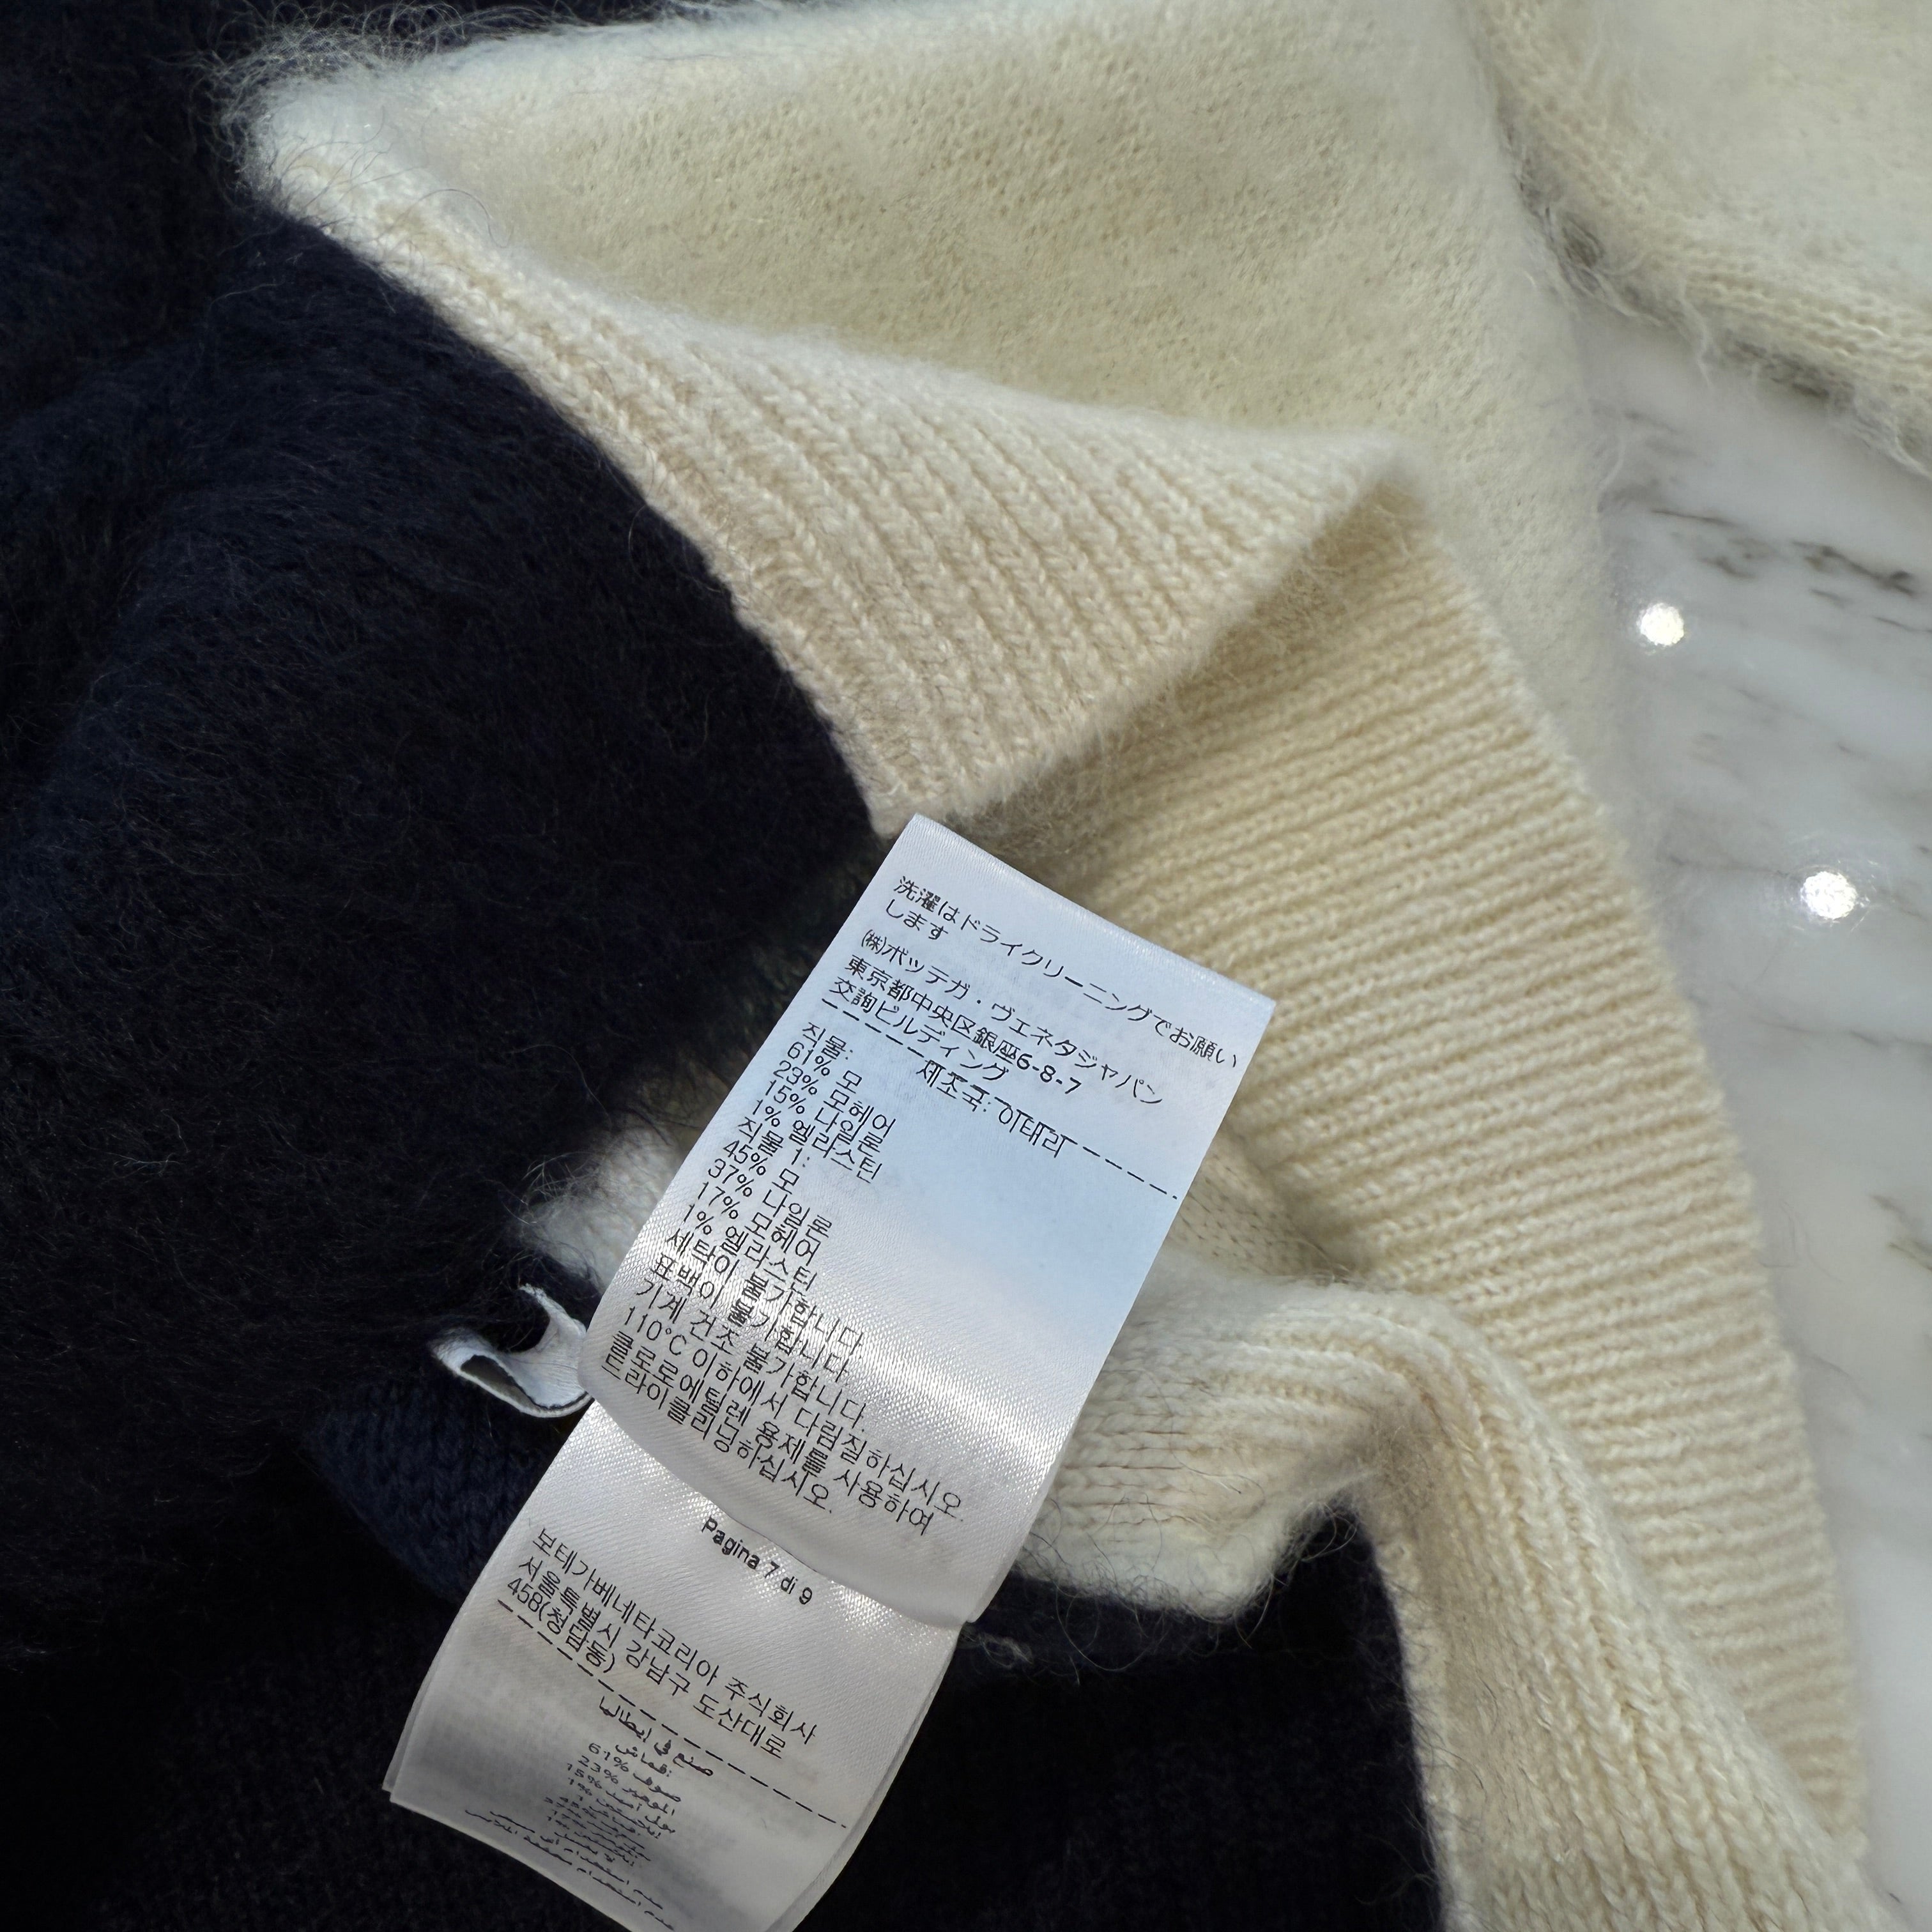 洗濯はドライクリーニングでお願い
します
㈱ボッテガ・ヴェネタジャパン
東京都中央区銀座6-8-7
交詢ビルディング
제조국: 이태리
직물:
61% 모
23% 모헤어
15% 나일론
1% 엘라스틴
직물 1:
45% 모
37% 나일론
17% 모헤어
1% 엘라스틴
세탁이 불가합니다.
표백이 불가합니다.
기계 건조 불가합니다.
110°C 이하에서 다림질하십시오.
클로로에틸렌 용제를 사용하여
드라이클리닝하십시오.
Pagina 7 di 9
보테가베네타코리아 주식회사
서울특별시 강남구 도산대로
458(청담동)
صنع في إيطاليا
قماش:
61% صوف
23% الموهير
15%
1%